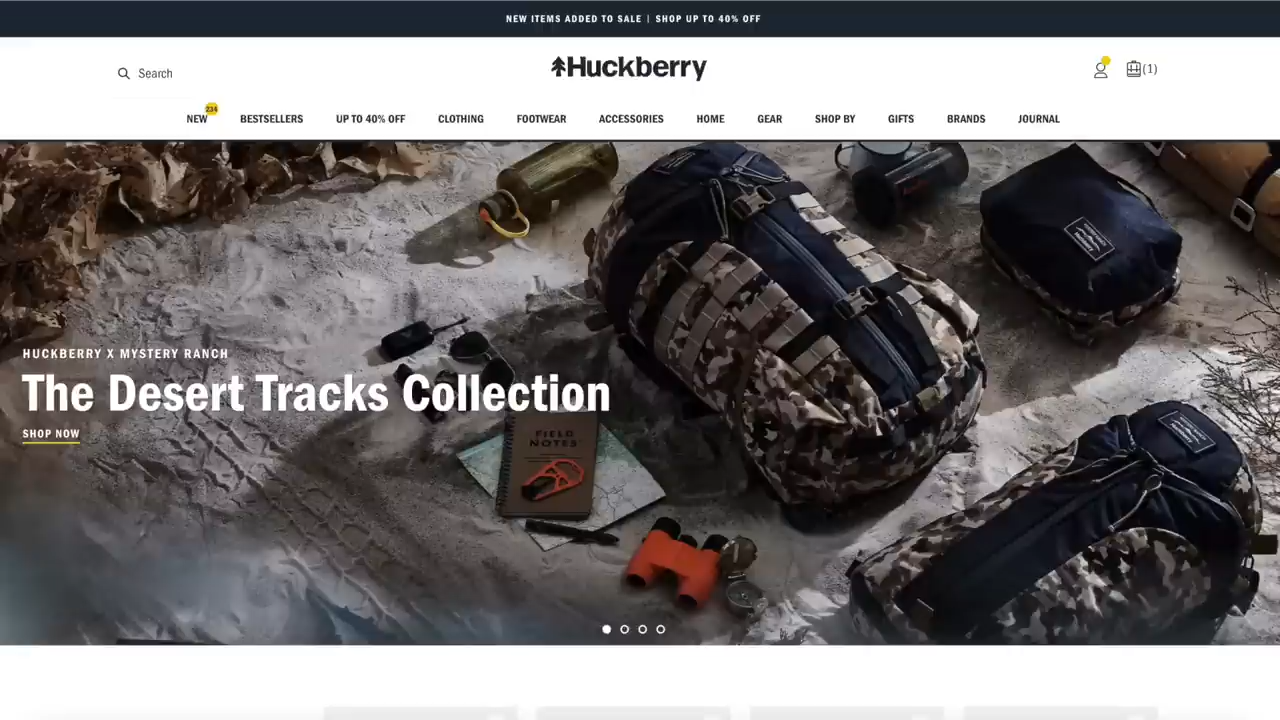 NEW ITEMS ADDED TO SALE | SHOP UP TO 40% OFF
Search
Huckberry
(1)
234
NEW BESTSELLERS UP TO 40% OFF CLOTHING FOOTWEAR ACCESSORIES HOME GEAR SHOP BY GIFTS BRANDS JOURNAL
HUCKBERRY X MYSTERY RANCH
The Desert Tracks Collection
SHOP NOW
FIELD
NOTES